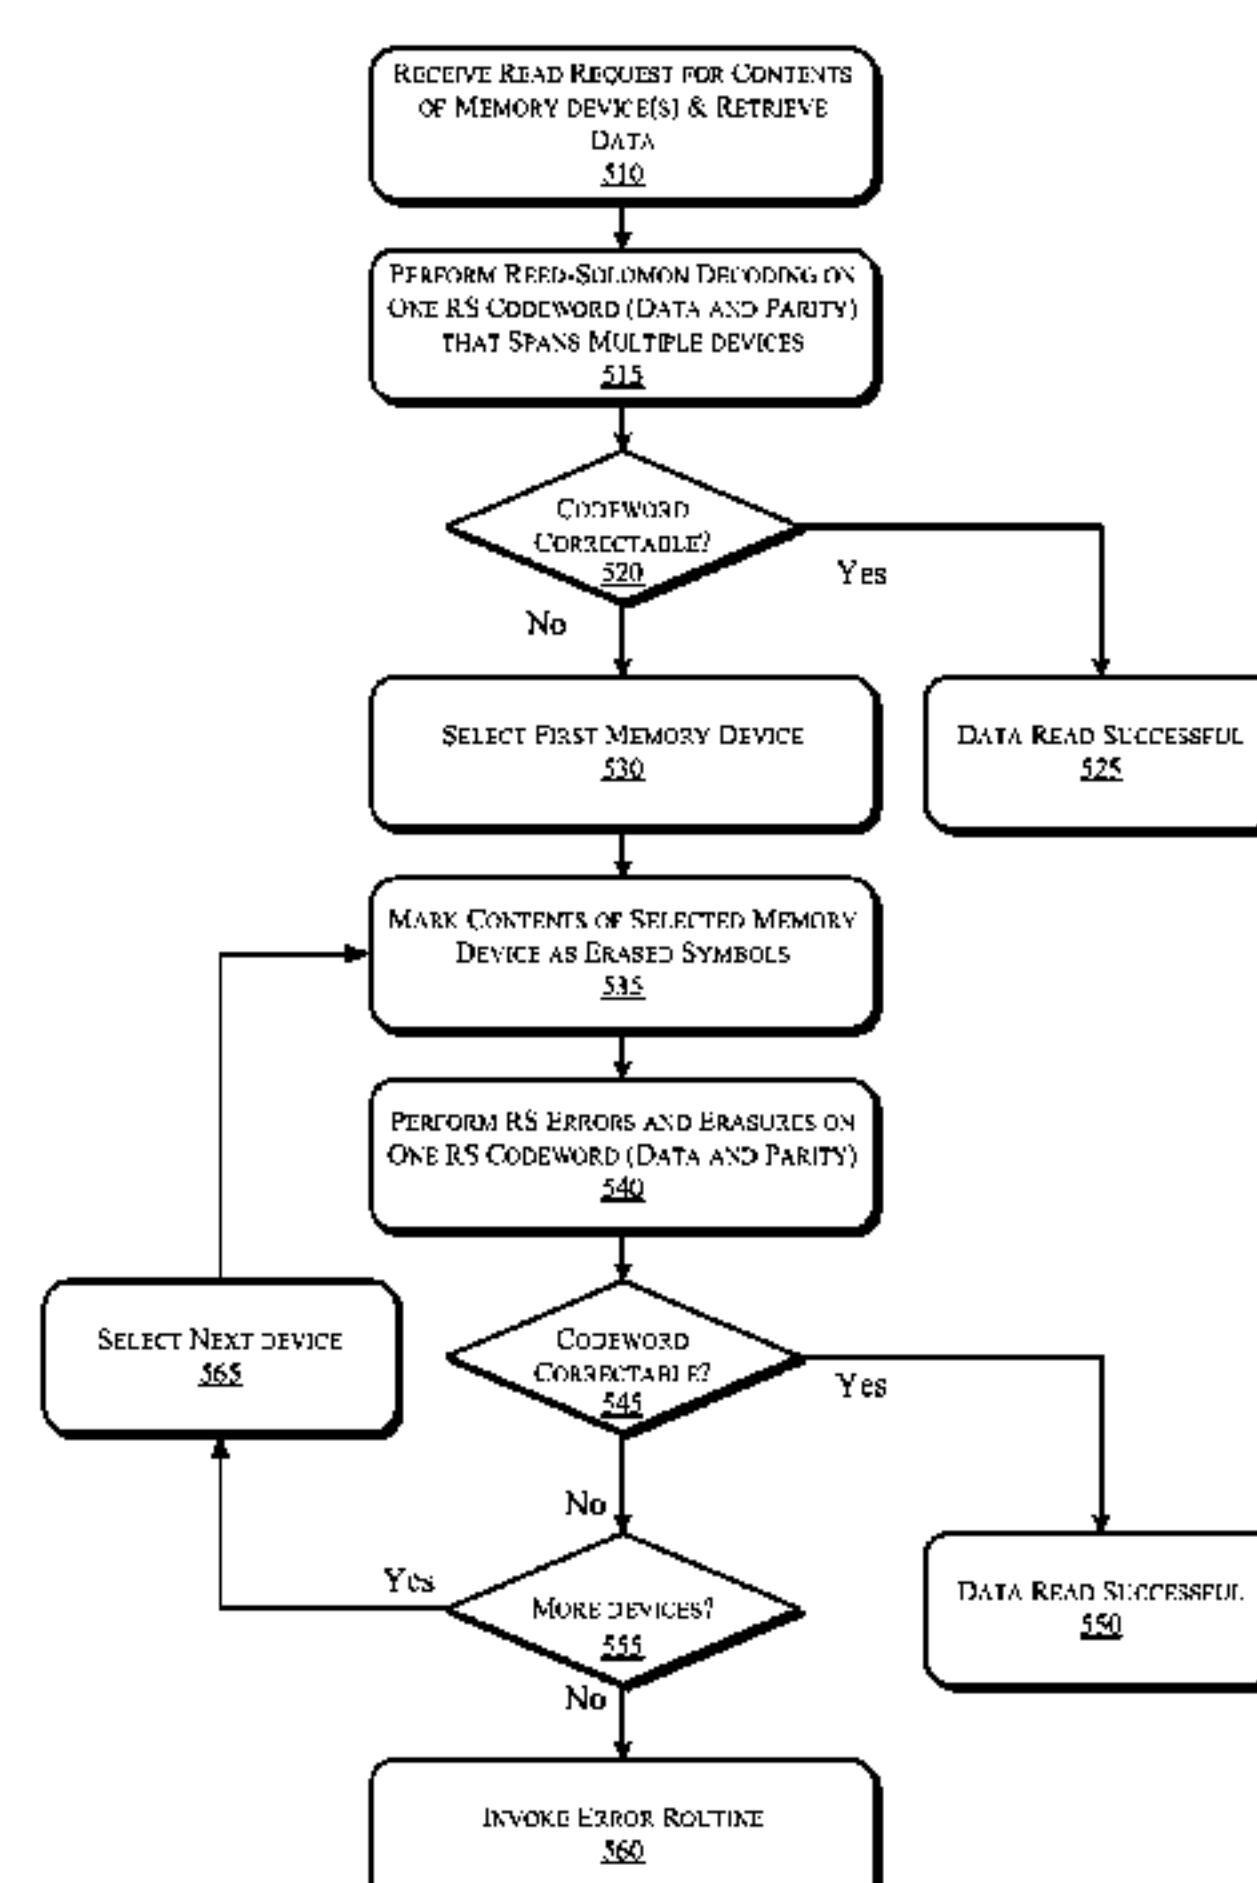 RECEIVE READ REQUEST FOR CONTENTS
OF MEMORY DEVICE(S) & RETRIEVE
DATA
510
PERFORM REED-SOLOMON DECODING ON
ONE RS CODEWORD (DATA AND PARITY)
THAT SPANS MULTIPLE DEVICES
515
CODEWORD
CORRECTABLE?
520
Yes
No
SELECT FIRST MEMORY DEVICE
530
DATA READ SUCCESSFUL
525
MARK CONTENTS OF SELECTED MEMORY
DEVICE AS ERASED SYMBOLS
535
PERFORM RS ERRORS AND ERASURES ON
ONE RS CODEWORD (DATA AND PARITY)
540
SELECT NEXT DEVICE
565
CODEWORD
CORRECTABLE?
545
Yes
No
Yes
MORE DEVICES?
555
DATA READ SUCCESSFUL
550
No
INVOKE ERROR ROUTINE
560